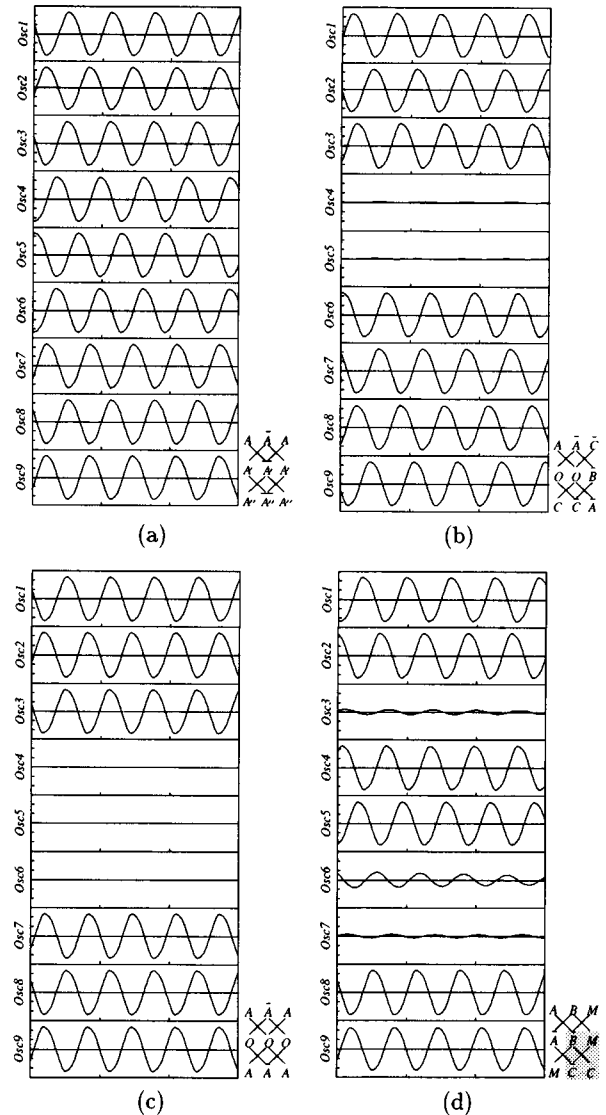 Osc1
Osc2
Osc3
Osc4
Osc5
Osc6
Osc7
Osc8
Osc9
A Ā A
A' Ā' A'
A'' Ā'' A''
(a)
Osc1
Osc2
Osc3
Osc4
Osc5
Osc6
Osc7
Osc8
Osc9
A Ā C̄
O O B
C C̄ Ā
(b)
Osc1
Osc2
Osc3
Osc4
Osc5
Osc6
Osc7
Osc8
Osc9
A Ā A
O O O
A A A
(c)
Osc1
Osc2
Osc3
Osc4
Osc5
Osc6
Osc7
Osc8
Osc9
A B M
Ā B M
M C̄ C
(d)